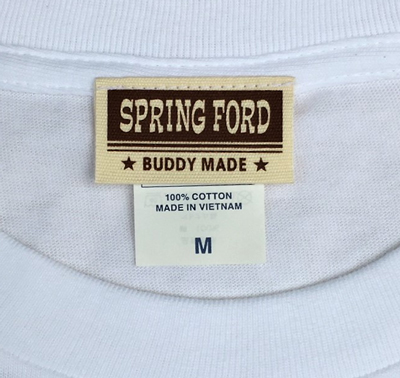 SPRING FORD
★ BUDDY MADE ★
100% COTTON
MADE IN VIETNAM
M